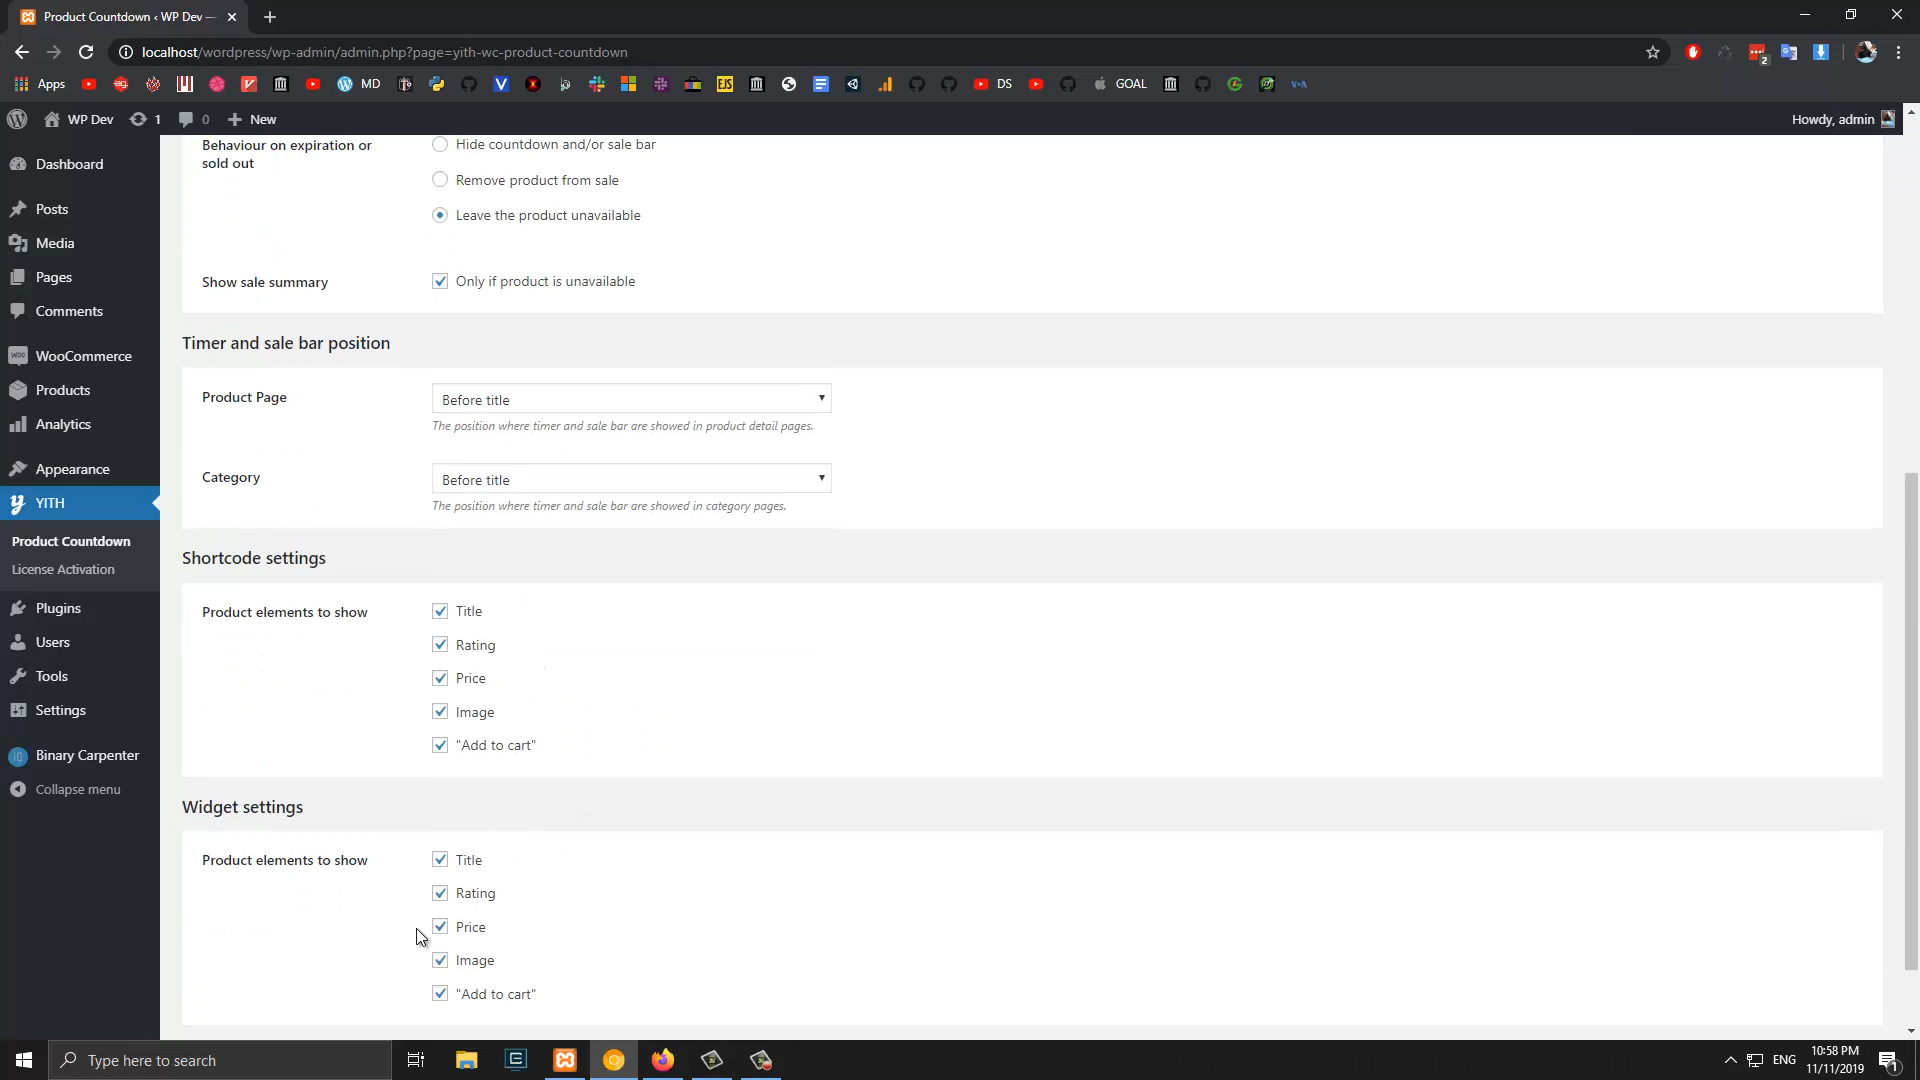 Product Countdown ‹ WP Dev —
localhost/wordpress/wp-admin/admin.php?page=yith-wc-product-countdown
2
Apps
MD
V
EJS
DS
GOAL
VOA
WP Dev
1
0
New
Howdy, admin
Dashboard
Posts
Media
Pages
Comments
WooCommerce
Products
Analytics
Appearance
YITH
Product Countdown
License Activation
Plugins
Users
Tools
Settings
Binary Carpenter
Collapse menu
Behaviour on expiration or
sold out
Hide countdown and/or sale bar
Remove product from sale
Leave the product unavailable
Show sale summary
Only if product is unavailable
Timer and sale bar position
Product Page
Before title
The position where timer and sale bar are showed in product detail pages.
Category
Before title
The position where timer and sale bar are showed in category pages.
Shortcode settings
Product elements to show
Title
Rating
Price
Image
"Add to cart"
Widget settings
Product elements to show
Title
Rating
Price
Image
"Add to cart"
Type here to search
ENG
10:58 PM
11/11/2019
1